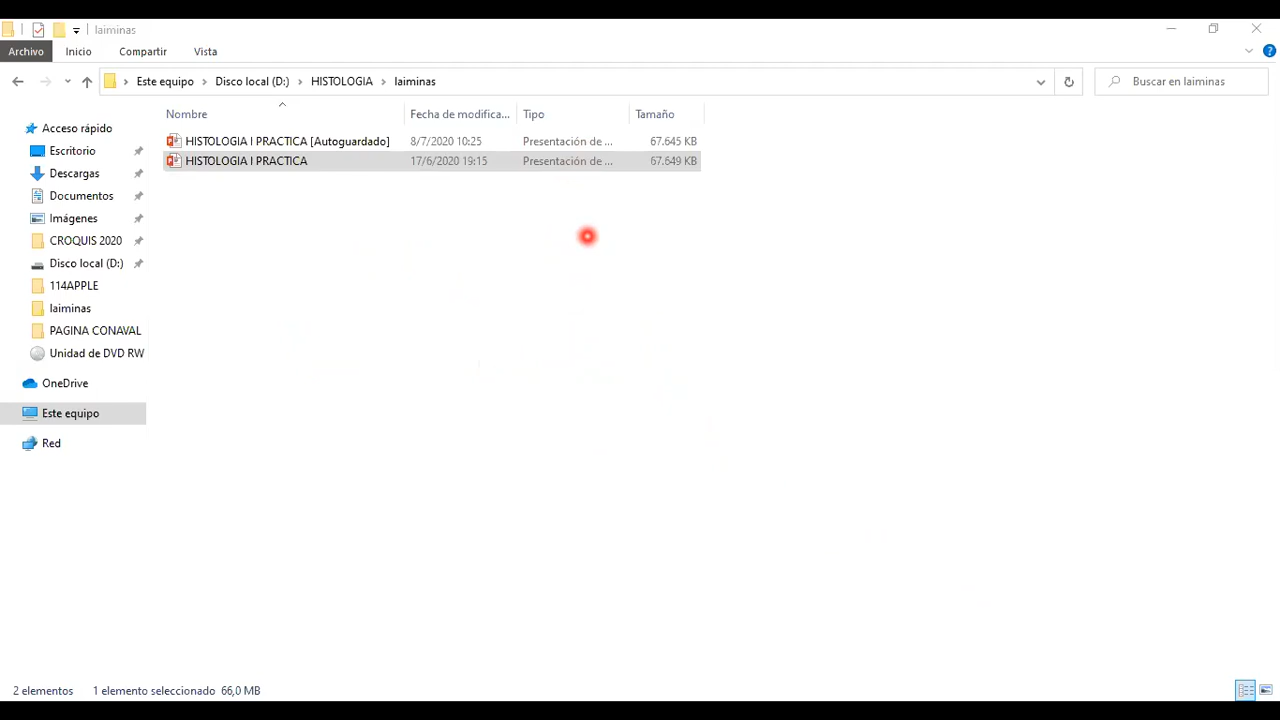 laiminas
Archivo Inicio Compartir Vista
Este equipo Disco local (D:) HISTOLOGIA laiminas Buscar en laiminas
Nombre Fecha de modifica... Tipo Tamaño
HISTOLOGIA I PRACTICA [Autoguardado] 8/7/2020 10:25 Presentación de ... 67.645 KB
HISTOLOGIA I PRACTICA 17/6/2020 19:15 Presentación de ... 67.649 KB
Acceso rápido
Escritorio
Descargas
Documentos
Imágenes
CROQUIS 2020
Disco local (D:)
114APPLE
laiminas
PAGINA CONAVAL
Unidad de DVD RW
OneDrive
Este equipo
Red
2 elementos 1 elemento seleccionado 66,0 MB